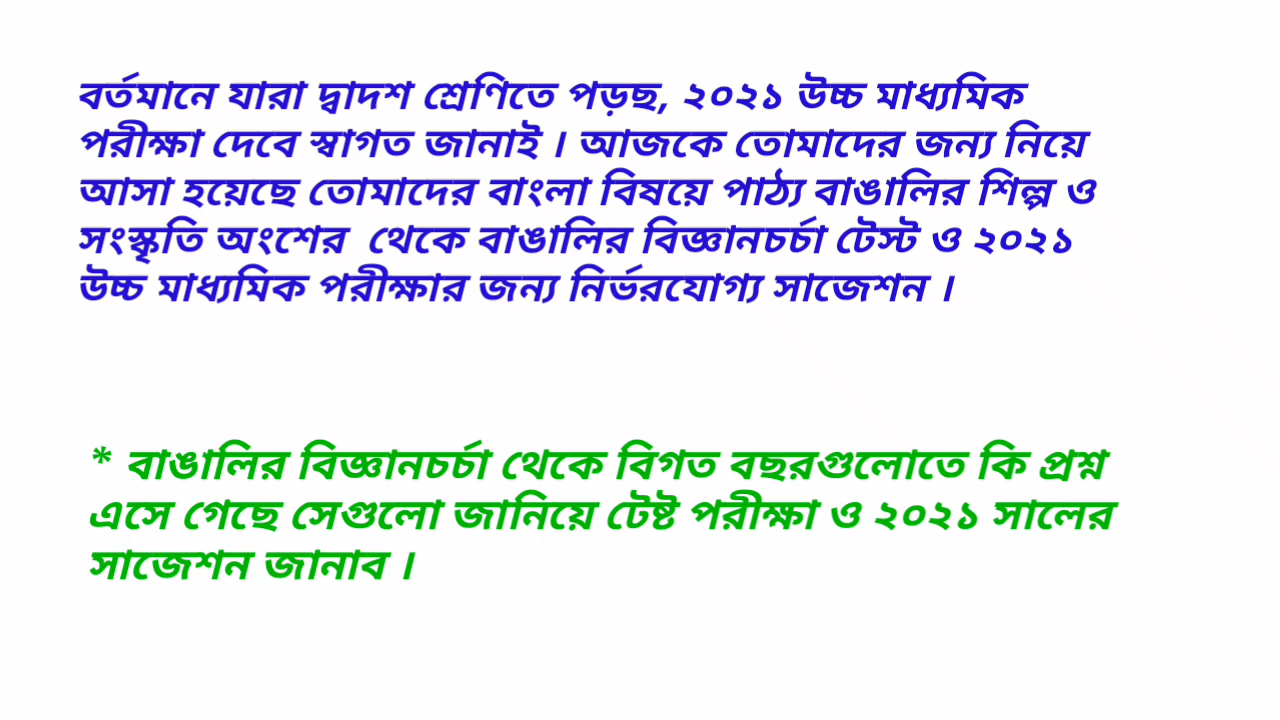 বর্তমানে যারা দ্বাদশ শ্রেণিতে পড়ছ, ২০২১ উচ্চ মাধ্যমিক
পরীক্ষা দেবে স্বাগত জানাই । আজকে তোমাদের জন্য নিয়ে
আসা হয়েছে তোমাদের বাংলা বিষয়ে পাঠ্য বাঙালির শিল্প ও
সংস্কৃতি অংশের থেকে বাঙালির বিজ্ঞানচর্চা টেস্ট ও ২০২১
উচ্চ মাধ্যমিক পরীক্ষার জন্য নির্ভরযোগ্য সাজেশন ।
* বাঙালির বিজ্ঞানচর্চা থেকে বিগত বছরগুলোতে কি প্রশ্ন
এসে গেছে সেগুলো জানিয়ে টেষ্ট পরীক্ষা ও ২০২১ সালের
সাজেশন জানাব ।